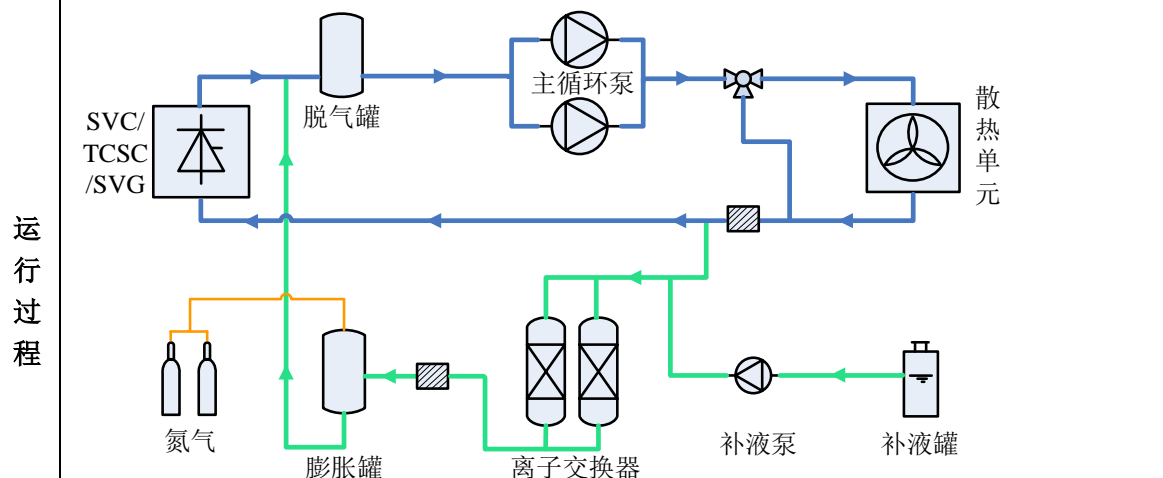 运行过程
SVC/
TCSC
/SVG
脱气罐
主循环泵
散热单元
氮气
膨胀罐
离子交换器
补液泵
补液罐